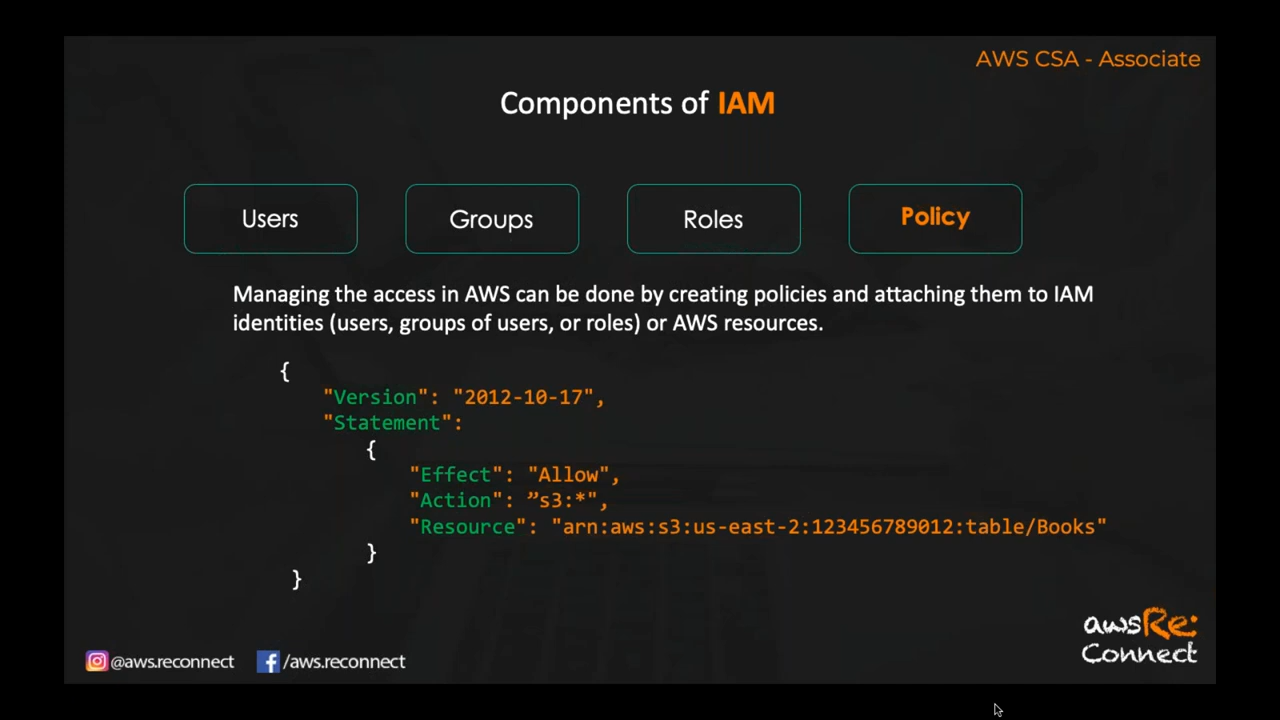 AWS CSA - Associate
Components of IAM
Users
Groups
Roles
Policy
Managing the access in AWS can be done by creating policies and attaching them to IAM
identities (users, groups of users, or roles) or AWS resources.
{
"Version": "2012-10-17",
"Statement":
{
"Effect": "Allow",
"Action": ”s3:*",
"Resource": "arn:aws:s3:us-east-2:123456789012:table/Books"
}
}
awsRe:
Connect
@aws.reconnect
/aws.reconnect